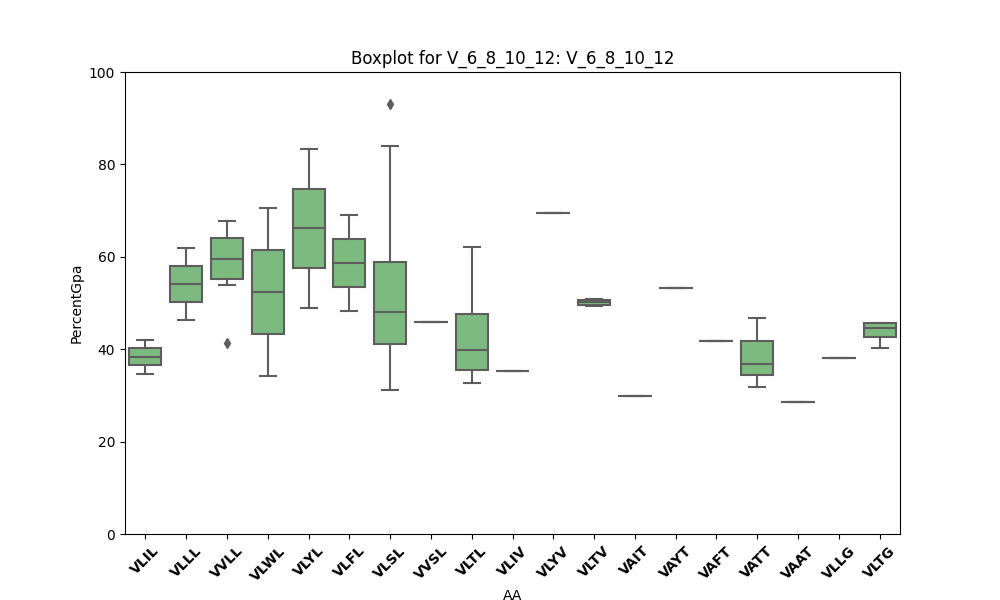 Boxplot for V_6_8_10_12: V_6_8_10_12
100
80
60
40
20
0
PercentGpa
VLIL
VLLL
VVLL
VLWL
VLYL
VLFL
VLSL
VVSL
VLTL
VLIV
VLYV
VLTV
VAIT
VAYT
VAFT
VATT
VAAT
VLLG
VLTG
AA